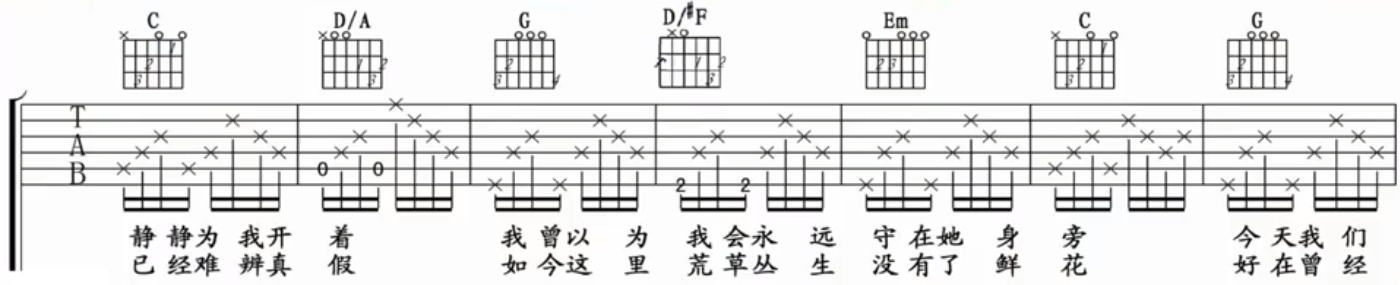 C D/A G D/#F Em C G
T
A
B 0 0 2 2
静 静为 我开 着 我 曾以 为 我 会永 远 守 在她 身 旁 今 天我 们
已 经难 辨真 假 如 今这 里 荒 草丛 生 没 有了 鲜 花 好 在曾 经